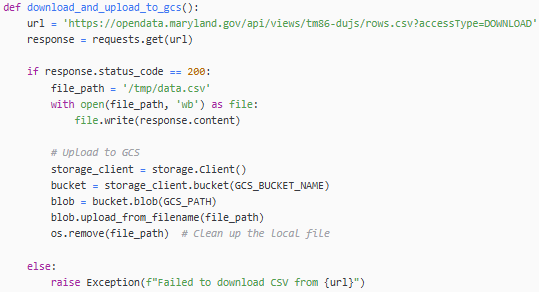 def download_and_upload_to_gcs():
    url = 'https://opendata.maryland.gov/api/views/tm86-dujs/rows.csv?accessType=DOWNLOAD'
    response = requests.get(url)

    if response.status_code == 200:
        file_path = '/tmp/data.csv'
        with open(file_path, 'wb') as file:
            file.write(response.content)

        # Upload to GCS
        storage_client = storage.Client()
        bucket = storage_client.bucket(GCS_BUCKET_NAME)
        blob = bucket.blob(GCS_PATH)
        blob.upload_from_filename(file_path)
        os.remove(file_path)  # Clean up the local file

    else:
        raise Exception(f"Failed to download CSV from {url}")